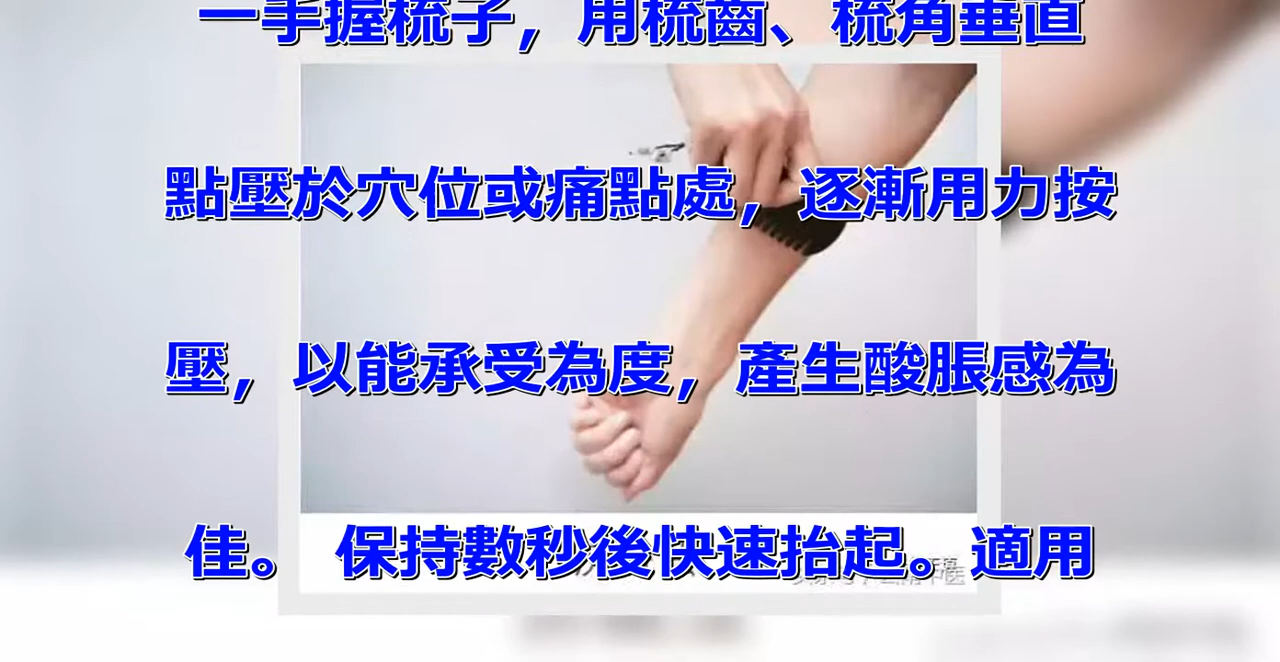 一手握梳子，用梳齒、梳角垂直
點壓於穴位或痛點處，逐漸用力按
壓，以能承受為度，產生酸脹感為
佳。 保持數秒後快速抬起。適用